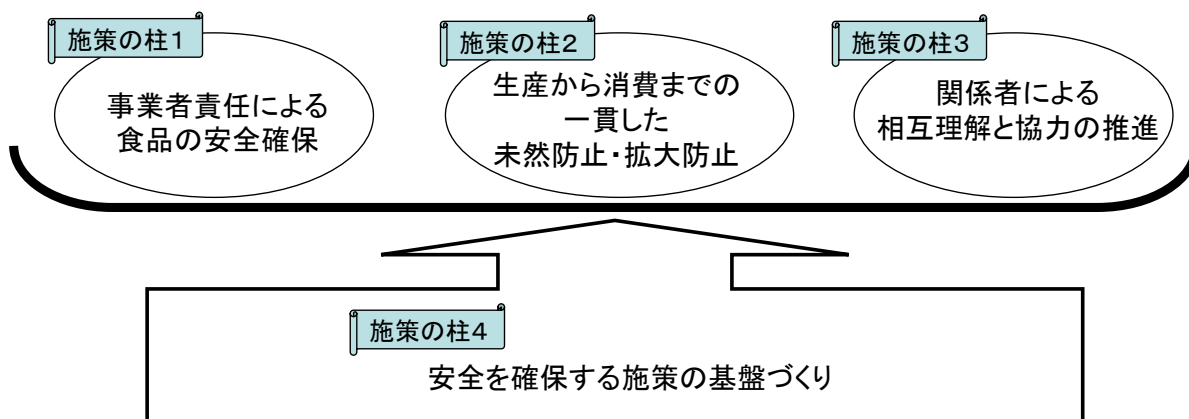 施策の柱1
事業者責任による
食品の安全確保
施策の柱2
生産から消費までの
一貫した
未然防止・拡大防止
施策の柱3
関係者による
相互理解と協力の推進
施策の柱4
安全を確保する施策の基盤づくり